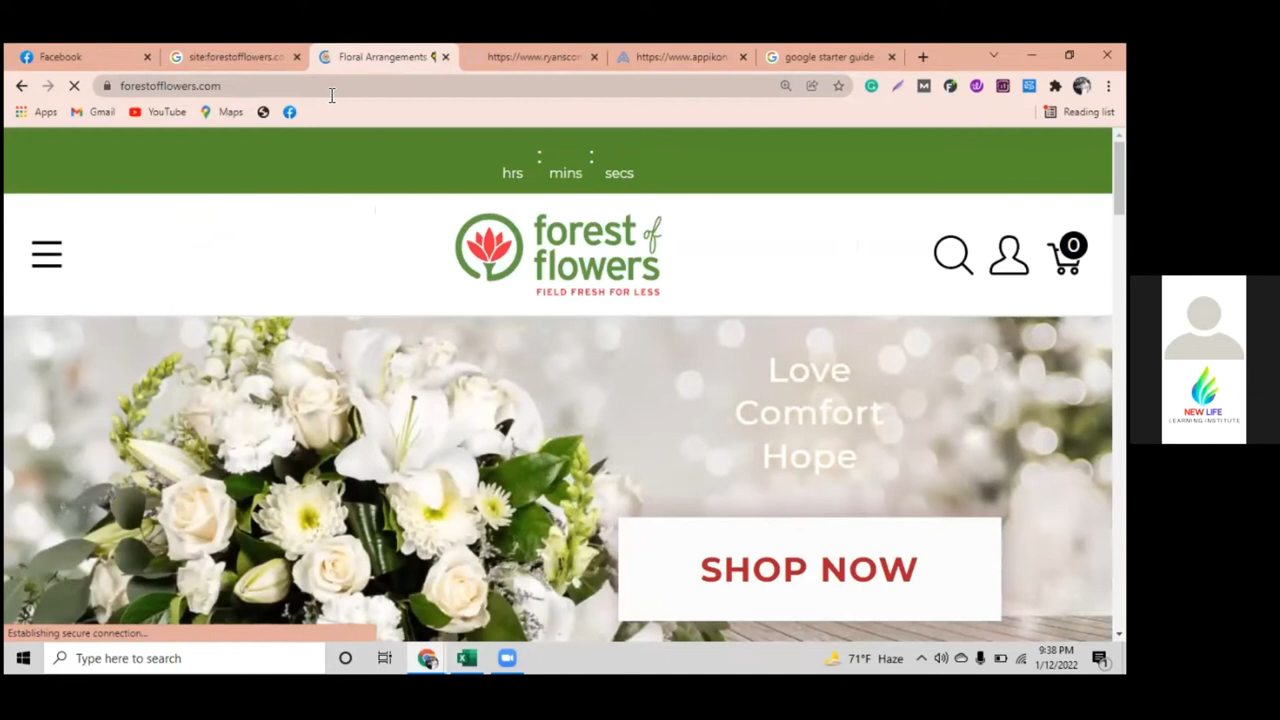 Facebook
site:forestofflowers.co
Floral Arrangements
https://www.ryanscor
https://www.appikon
google starter guide
forestofflowers.com
Apps
Gmail
YouTube
Maps
Reading list
: :
hrs mins secs
forest of
flowers
FIELD FRESH FOR LESS
0
Love
Comfort
Hope
SHOP NOW
NEW LIFE
LEARNING INSTITUTE
Establishing secure connection...
Type here to search
71°F Haze
9:38 PM
1/12/2022
1